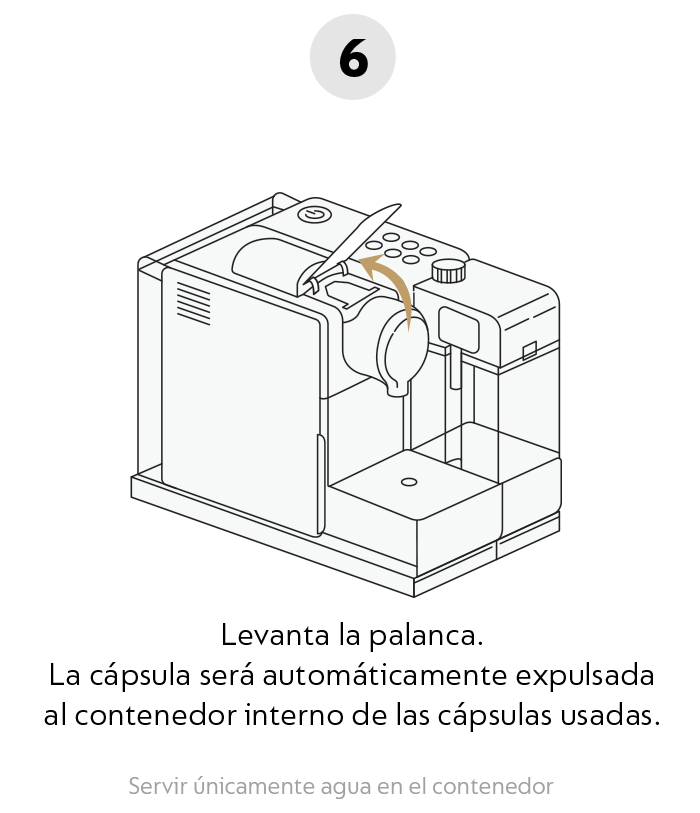 6
Levanta la palanca.
La cápsula será automáticamente expulsada
al contenedor interno de las cápsulas usadas.
Servir únicamente agua en el contenedor